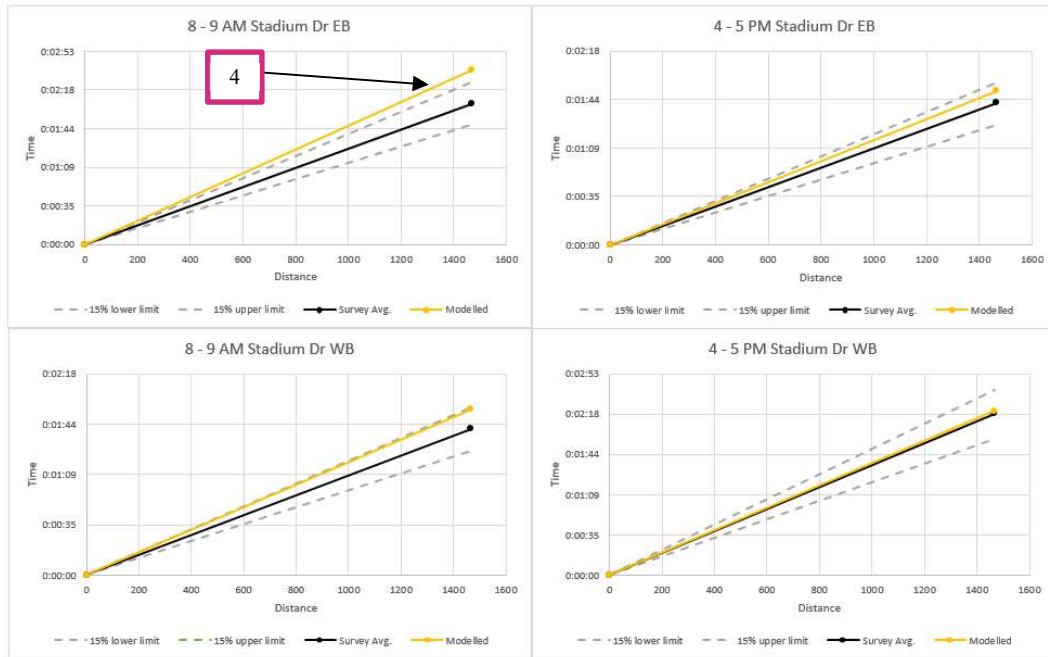 8 - 9 AM Stadium Dr EB
0:02:53
0:02:18
0:01:44
0:01:09
0:00:35
0:00:00
Time
4
0 200 400 600 800 1000 1200 1400 1600
Distance
15% lower limit 15% upper limit Survey Avg. Modelled
4 - 5 PM Stadium Dr EB
0:02:18
0:01:44
0:01:09
0:00:35
0:00:00
Time
0 200 400 600 800 1000 1200 1400 1600
Distance
15% lower limit 15% upper limit Survey Avg. Modelled
8 - 9 AM Stadium Dr WB
0:02:18
0:01:44
0:01:09
0:00:35
0:00:00
Time
0 200 400 600 800 1000 1200 1400 1600
Distance
15% lower limit 15% upper limit Survey Avg. Modelled
4 - 5 PM Stadium Dr WB
0:02:53
0:02:18
0:01:44
0:01:09
0:00:35
0:00:00
Time
0 200 400 600 800 1000 1200 1400 1600
Distance
15% lower limit 15% upper limit Survey Avg. Modelled